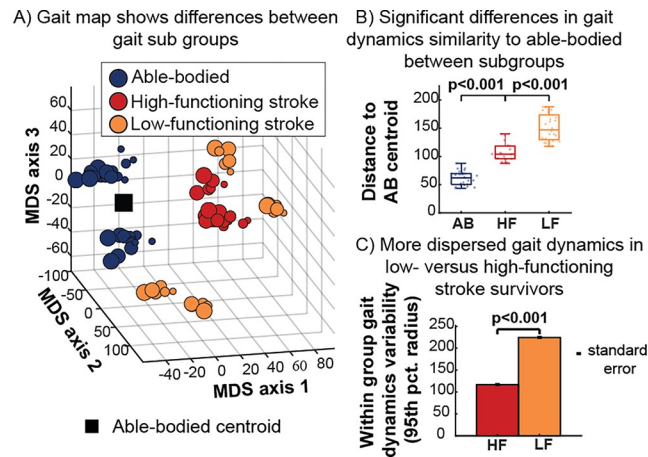 A) Gait map shows differences between
gait sub groups
Able-bodied
High-functioning stroke
Low-functioning stroke
MDS axis 3
60
40
20
0
-20
-40
-60
-100
-50
0
50
100
MDS axis 2
-40 -20 0 20 40 60 80
MDS axis 1
Able-bodied centroid
B) Significant differences in gait
dynamics similarity to able-bodied
between subgroups
p<0.001 p<0.001
Distance to
AB centroid
200
150
100
50
0
AB HF LF
C) More dispersed gait dynamics in
low- versus high-functioning
stroke survivors
p<0.001
Within group gait
dynamics variability
(95th pct. radius)
250
200
150
100
50
0
HF LF
standard
error